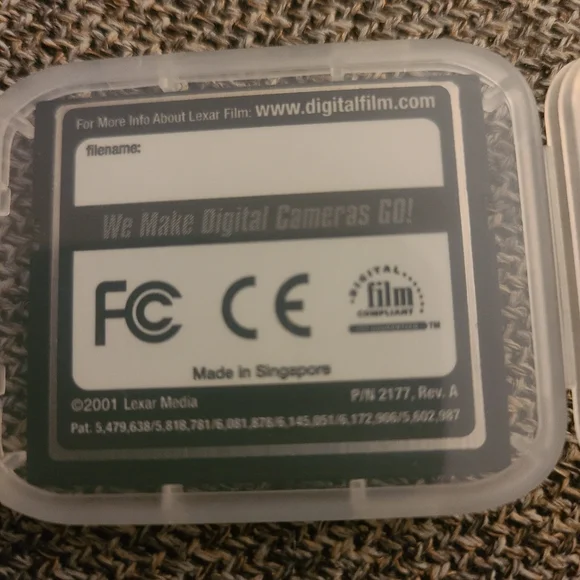 For More Info About Lexar Film: www.digitalfilm.com
filename:
We Make Digital Cameras GO!
FC CE DIGITAL film COMPLIANT TM
Made in Singapore
©2001 Lexar Media P/N 2177, Rev. A
Pat. 5,479,638/5,818,781/6,081,878/6,145,051/6,172,906/5,602,987